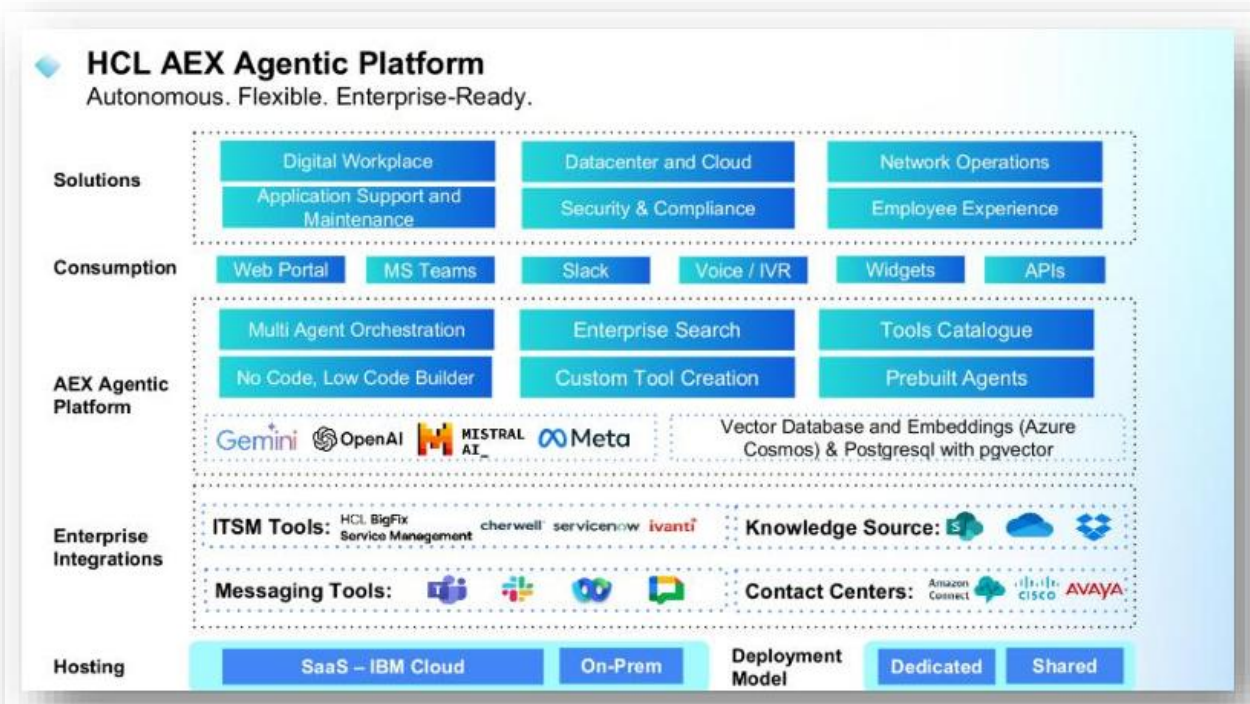 HCL AEX Agentic Platform
Autonomous. Flexible. Enterprise-Ready.
Solutions
Digital Workplace
Datacenter and Cloud
Network Operations
Application Support and
Maintenance
Security & Compliance
Employee Experience
Consumption
Web Portal
MS Teams
Slack
Voice / IVR
Widgets
APIs
AEX Agentic
Platform
Multi Agent Orchestration
Enterprise Search
Tools Catalogue
No Code, Low Code Builder
Custom Tool Creation
Prebuilt Agents
Gemini
OpenAI
MISTRAL
AI_
Meta
Vector Database and Embeddings (Azure
Cosmos) & Postgresql with pgvector
Enterprise
Integrations
ITSM Tools:
HCL BigFix
Service Management
cherwell
servicenow
ivanti
Knowledge Source:
S
Messaging Tools:
Contact Centers:
Amazon
Connect
CISCO
AVAYA
Hosting
SaaS – IBM Cloud
On-Prem
Deployment
Model
Dedicated
Shared